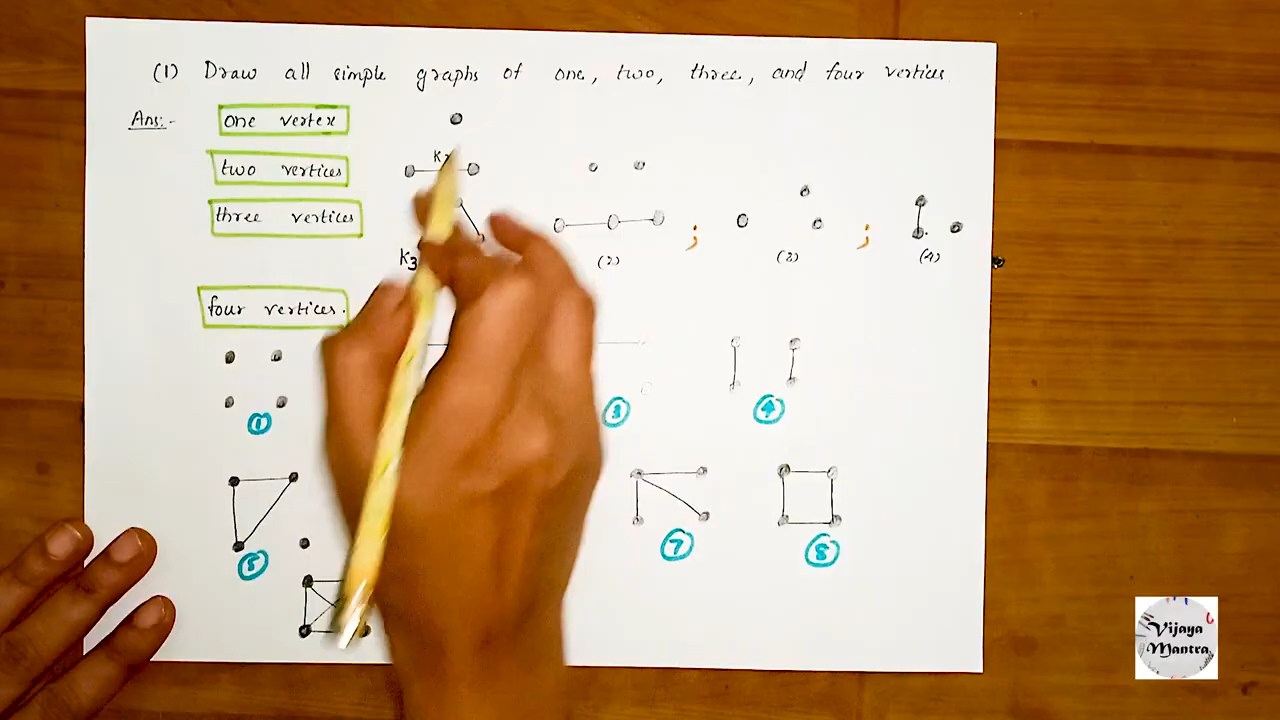 (1) Draw all simple graphs of one, two, three, and four vertices
Ans:- one vertex
two vertices
three vertices
K3 (2) ; (3) ; (4)
four vertices.
① ③ ④
⑤ ⑦ ⑧
Vijaya
Mantra